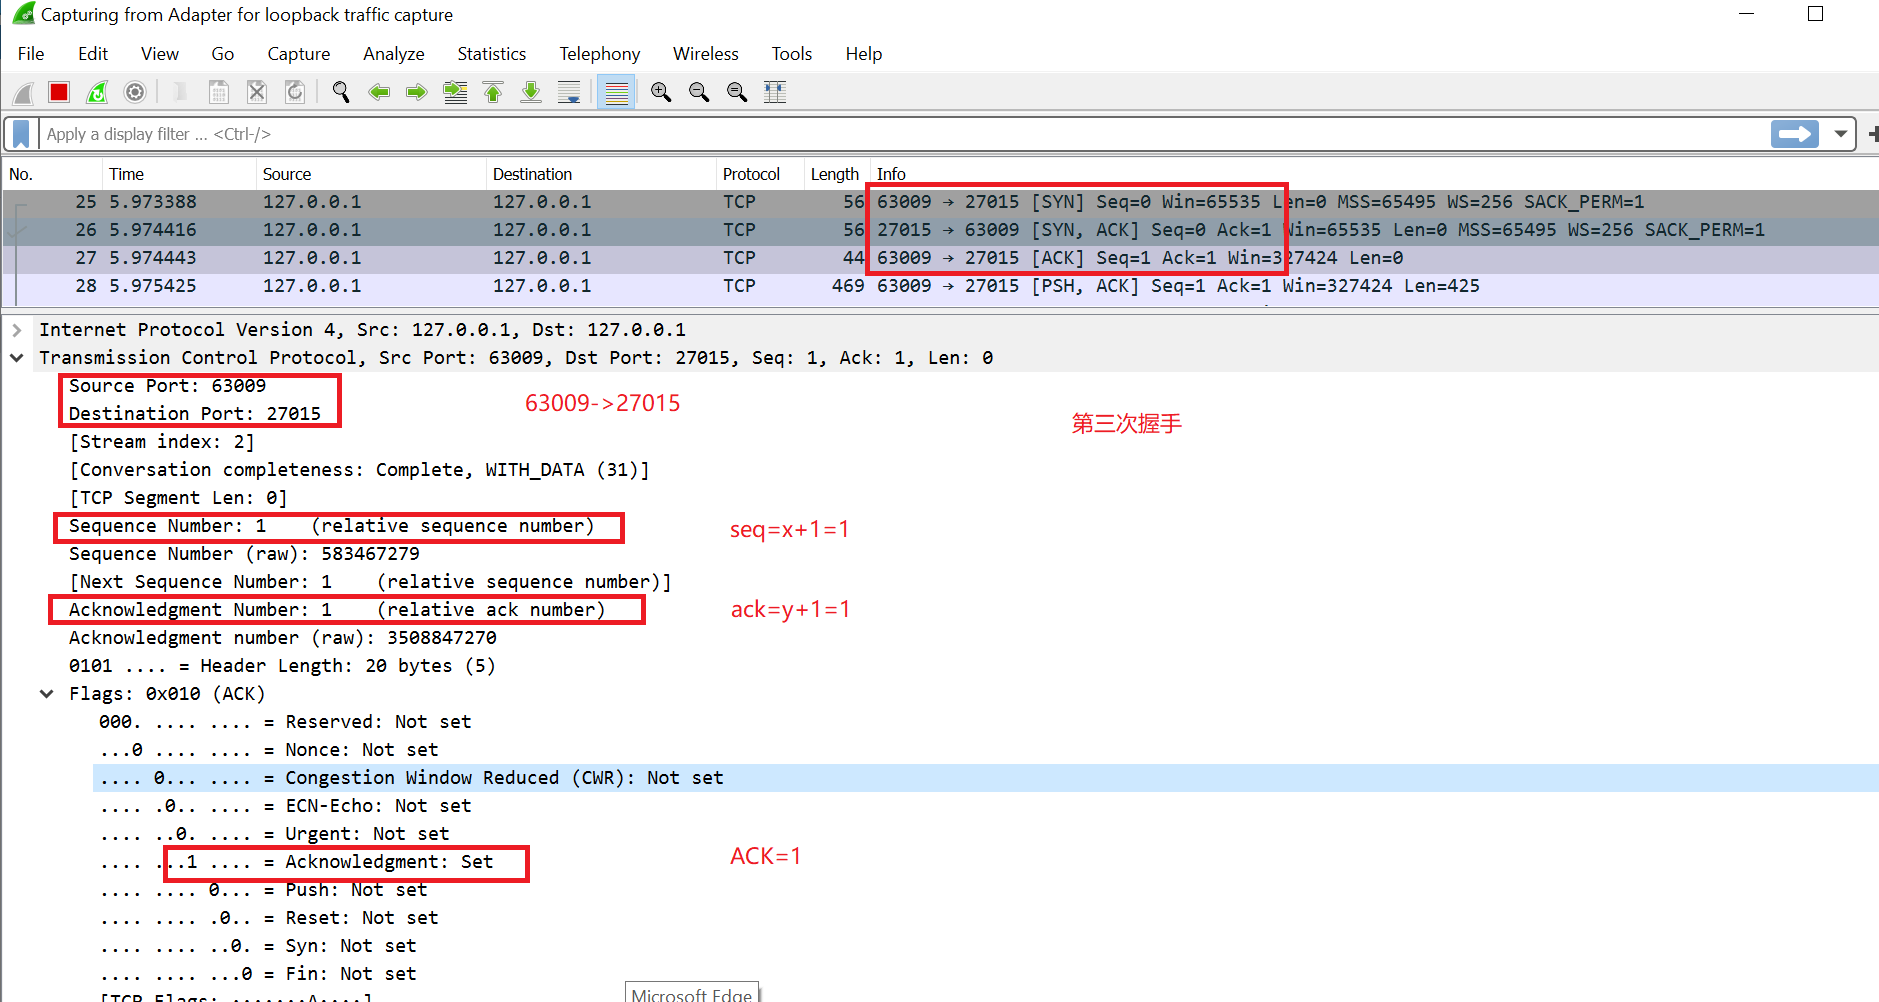 Capturing from Adapter for loopback traffic capture
File Edit View Go Capture Analyze Statistics Telephony Wireless Tools Help
Apply a display filter ... <Ctrl-/>
No. Time Source Destination Protocol Length Info
25 5.973388 127.0.0.1 127.0.0.1 TCP 56 63009 → 27015 [SYN] Seq=0 Win=65535 Len=0 MSS=65495 WS=256 SACK_PERM=1
26 5.974416 127.0.0.1 127.0.0.1 TCP 56 27015 → 63009 [SYN, ACK] Seq=0 Ack=1 Win=65535 Len=0 MSS=65495 WS=256 SACK_PERM=1
27 5.974443 127.0.0.1 127.0.0.1 TCP 44 63009 → 27015 [ACK] Seq=1 Ack=1 Win=327424 Len=0
28 5.975425 127.0.0.1 127.0.0.1 TCP 469 63009 → 27015 [PSH, ACK] Seq=1 Ack=1 Win=327424 Len=425
Internet Protocol Version 4, Src: 127.0.0.1, Dst: 127.0.0.1
Transmission Control Protocol, Src Port: 63009, Dst Port: 27015, Seq: 1, Ack: 1, Len: 0
Source Port: 63009
63009->27015
Destination Port: 27015
第三次握手
[Stream index: 2]
[Conversation completeness: Complete, WITH_DATA (31)]
[TCP Segment Len: 0]
Sequence Number: 1 (relative sequence number)
seq=x+1=1
Sequence Number (raw): 583467279
[Next Sequence Number: 1 (relative sequence number)]
Acknowledgment Number: 1 (relative ack number)
ack=y+1=1
Acknowledgment number (raw): 3508847270
0101 .... = Header Length: 20 bytes (5)
Flags: 0x010 (ACK)
000. .... .... = Reserved: Not set
...0 .... .... = Nonce: Not set
.... 0... .... = Congestion Window Reduced (CWR): Not set
.... .0.. .... = ECN-Echo: Not set
.... ..0. .... = Urgent: Not set
.... ...1 .... = Acknowledgment: Set
ACK=1
.... .... 0... = Push: Not set
.... .... .0.. = Reset: Not set
.... .... ..0. = Syn: Not set
.... .... ...0 = Fin: Not set
[TCP Flags: ·······A····]
Microsoft Edge